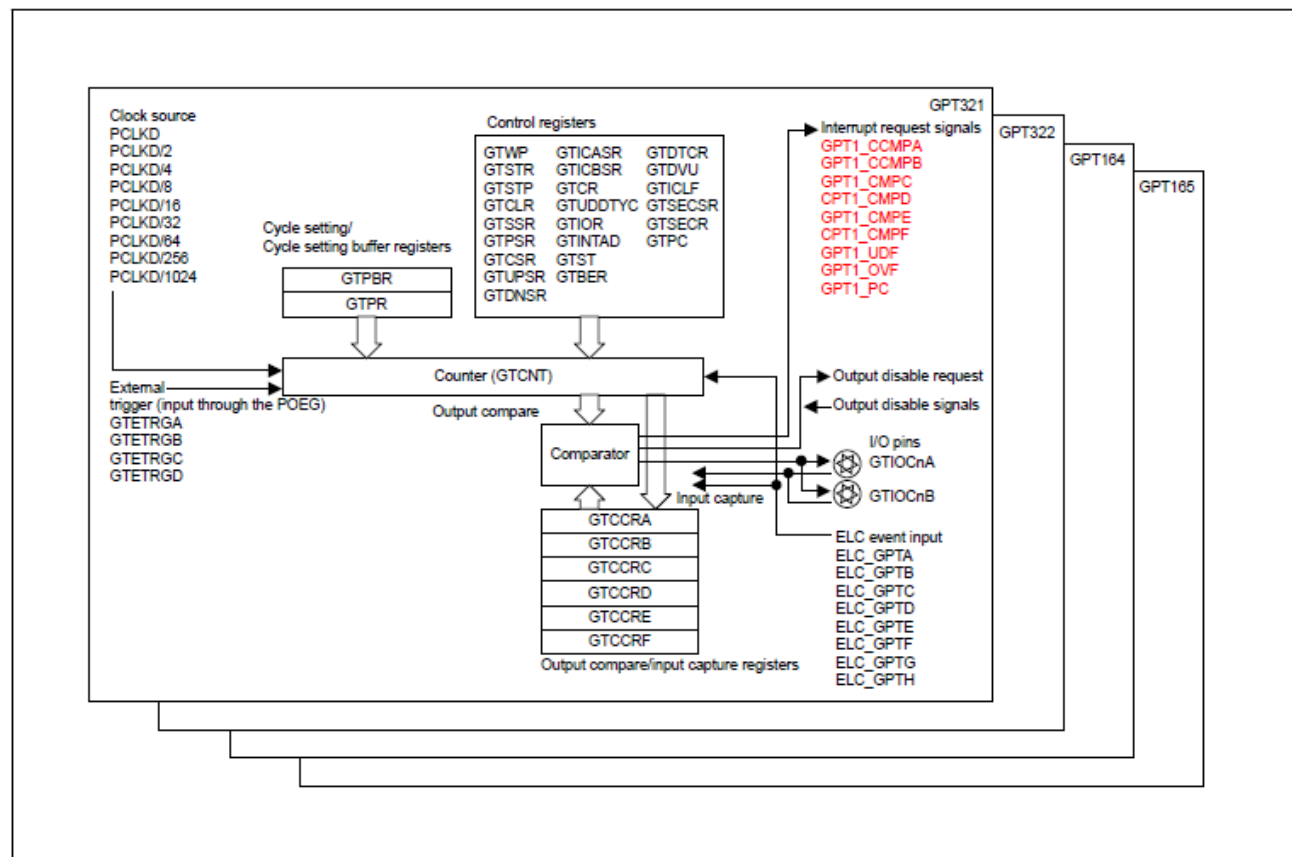 GPT321
GPT322
GPT164
GPT165
Clock source
PCLKD
PCLKD/2
PCLKD/4
PCLKD/8
PCLKD/16
PCLKD/32
PCLKD/64
PCLKD/256
PCLKD/1024
Cycle setting/
Cycle setting buffer registers
GTPBR
GTPR
Control registers
GTWP GTICASR GTDTCR
GTSTR GTICBSR GTDVU
GTSTP GTCR GTICLF
GTCLR GTUDDTYC GTSECSR
GTSSR GTIOR GTSECR
GTPSR GTINTAD GTPC
GTCSR GTST
GTUPSR GTBER
GTDNSR
Interrupt request signals
GPT1_CCMPA
GPT1_CCMPB
GPT1_CMPC
CPT1_CMPD
GPT1_CMPE
CPT1_CMPF
GPT1_UDF
GPT1_OVF
GPT1_PC
Counter (GTCNT)
External
trigger (input through the POEG)
GTETRGA
GTETRGB
GTETRGC
GTETRGD
Output compare
Comparator
Output disable request
Output disable signals
I/O pins
GTIOCnA
GTIOCnB
Input capture
GTCCRA
GTCCRB
GTCCRC
GTCCRD
GTCCRE
GTCCRF
Output compare/input capture registers
ELC event input
ELC_GPTA
ELC_GPTB
ELC_GPTC
ELC_GPTD
ELC_GPTE
ELC_GPTF
ELC_GPTG
ELC_GPTH